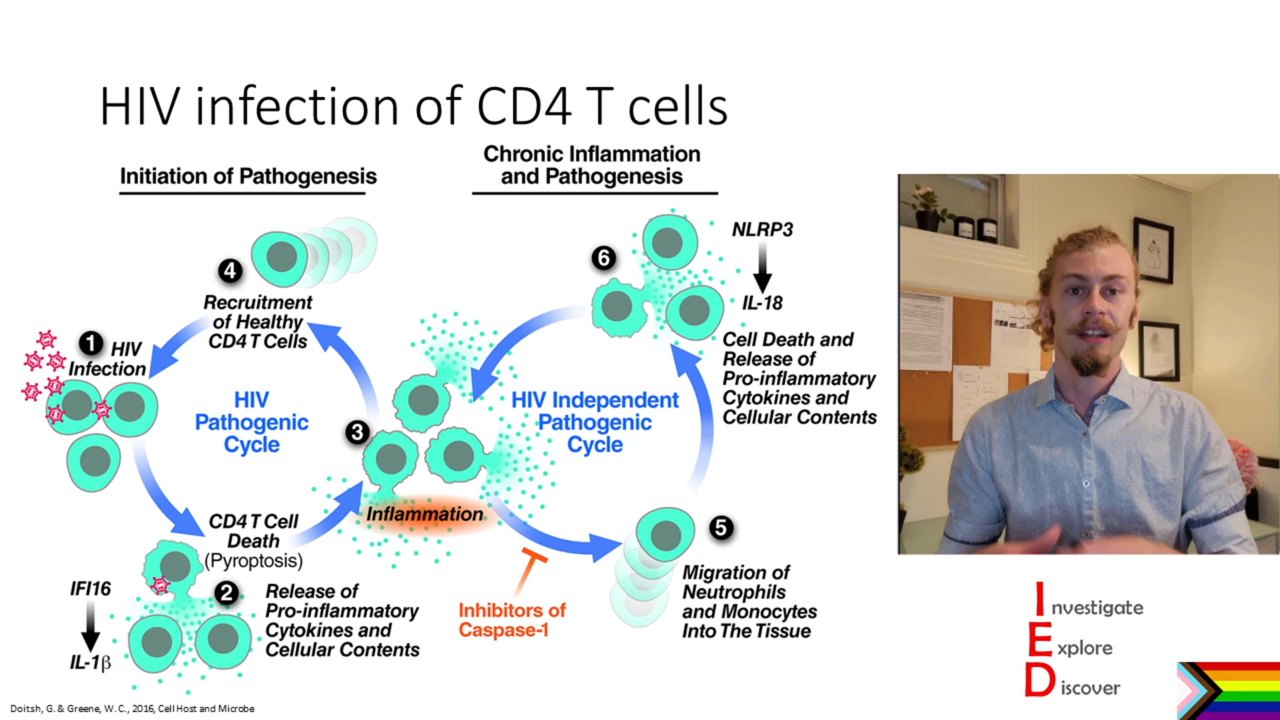 HIV infection of CD4 T cells
Initiation of Pathogenesis
Chronic Inflammation
and Pathogenesis
4
Recruitment
of Healthy
CD4 T Cells
1
HIV
Infection
HIV
Pathogenic
Cycle
CD4 T Cell
Death
(Pyroptosis)
IFI16
IL-1β
2
Release of
Pro-inflammatory
Cytokines and
Cellular Contents
3
Inflammation
Inhibitors of
Caspase-1
HIV Independent
Pathogenic
Cycle
5
Migration of
Neutrophils
and Monocytes
Into The Tissue
6
NLRP3
IL-18
Cell Death and
Release of
Pro-inflammatory
Cytokines and
Cellular Contents
Investigate
Explore
Discover
Doitsh, G. & Greene, W. C., 2016, Cell Host and Microbe